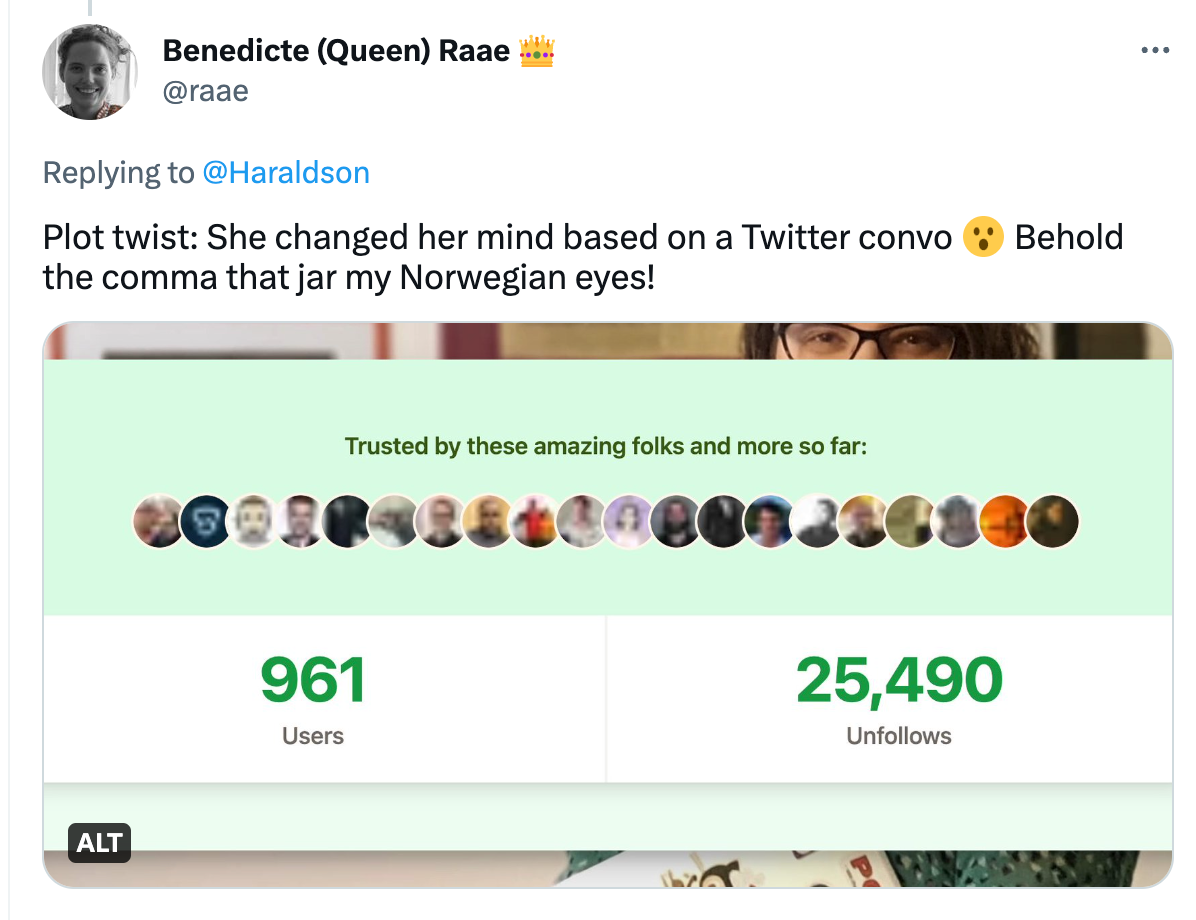 Benedicte (Queen) Raae 👑
@raae
Replying to @Haraldson
Plot twist: She changed her mind based on a Twitter convo 😮 Behold
the comma that jar my Norwegian eyes!
Trusted by these amazing folks and more so far:
961
Users
25,490
Unfollows
ALT